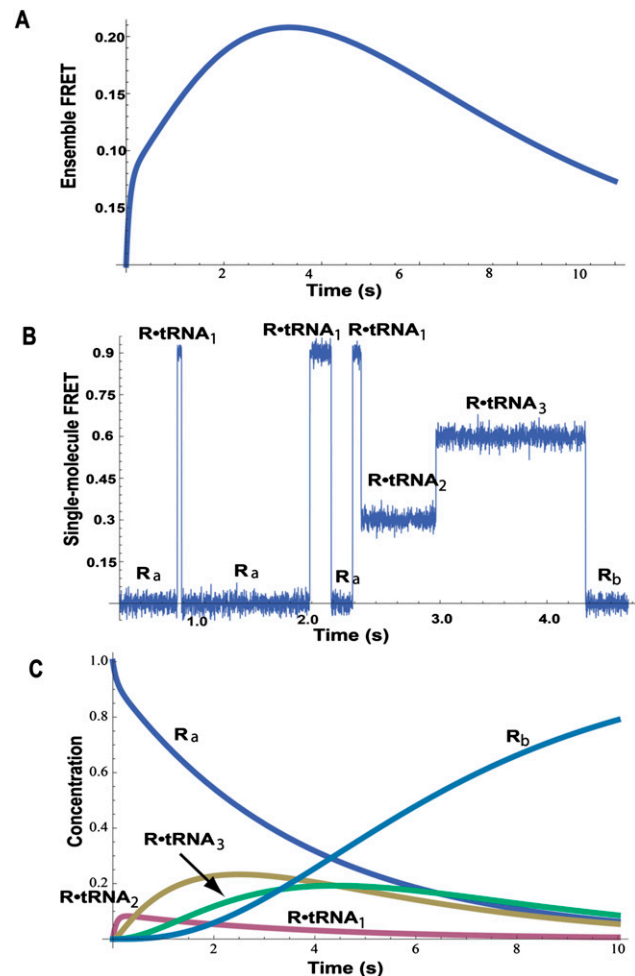 A
Ensemble FRET
0.20
0.15
2
4
6
8
10
Time (s)
B
Single-molecule FRET
0.9
0.75
0.6
0.45
0.3
0.15
R•tRNA1
R•tRNA1
R•tRNA1
R•tRNA2
R•tRNA3
Ra
Ra
Ra
Rb
1.0
2.0
3.0
4.0
Time (s)
C
Concentration
1.0
0.8
0.6
0.4
0.2
Ra
Rb
R•tRNA3
R•tRNA2
R•tRNA1
0
2
4
6
8
10
Time (s)